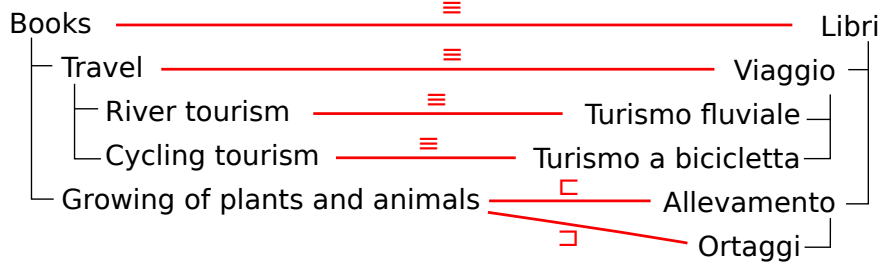 Books ≡ Libri
Travel ≡ Viaggio
River tourism ≡ Turismo fluviale
Cycling tourism ≡ Turismo a bicicletta
Growing of plants and animals ⊏ Allevamento
⊐ Ortaggi